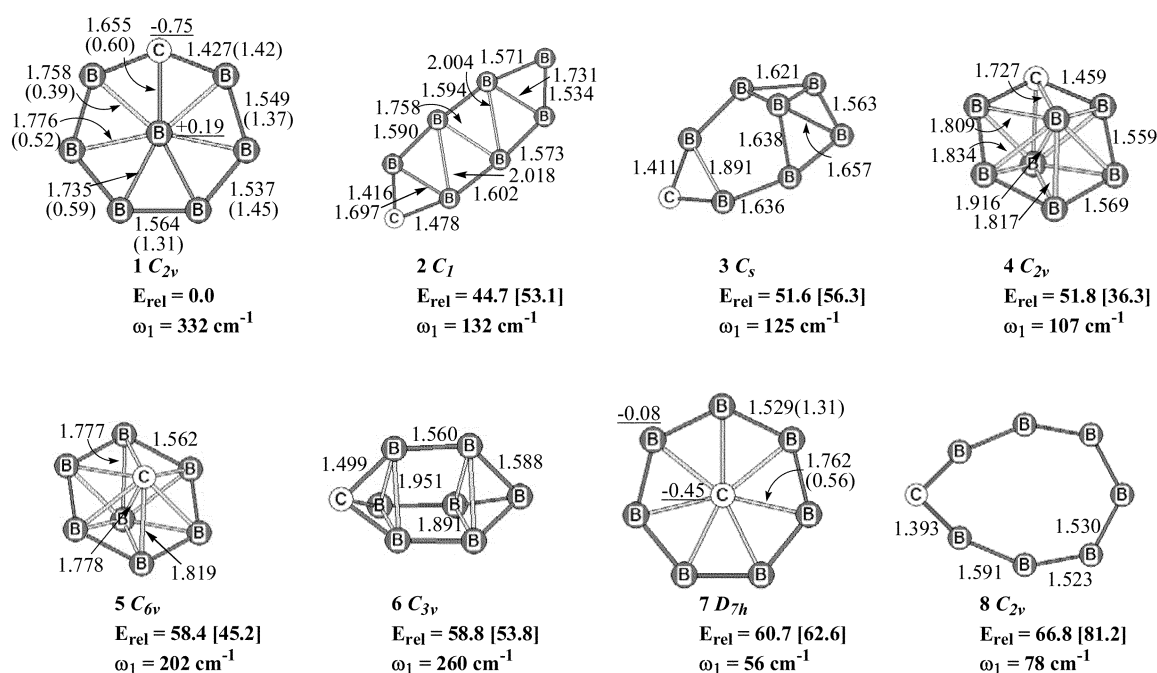 1.655
(0.60)
-0.75
1.427(1.42)
C
B
B
1.758
(0.39)
1.549
(1.37)
1.776
(0.52)
B
B
+0.19
B
1.735
(0.59)
1.537
(1.45)
B
B
1.564
(1.31)
1 C2v
Erel = 0.0
ω1 = 332 cm-1
1.571
B
2.004
B
1.731
1.594
1.534
1.758
B
B
1.590
B
B
1.573
2.018
1.416
B
1.602
1.697
C
1.478
2 C1
Erel = 44.7 [53.1]
ω1 = 132 cm-1
1.621
B
B
B
1.563
B
B
1.638
1.657
1.411
1.891
B
C
B
1.636
3 Cs
Erel = 51.6 [56.3]
ω1 = 125 cm-1
1.727
C
1.459
B
B
B
1.809
1.559
1.834
B
B
B
1.916
1.817
B
1.569
4 C2v
Erel = 51.8 [36.3]
ω1 = 107 cm-1
1.777
B
1.562
B
B
C
B
B
B
B
1.778
1.819
5 C6v
Erel = 58.4 [45.2]
ω1 = 202 cm-1
1.560
B
B
1.499
1.588
1.951
C
B
B
B
1.891
B
B
6 C3v
Erel = 58.8 [53.8]
ω1 = 260 cm-1
-0.08
B
1.529(1.31)
B
B
1.762
(0.56)
-0.45
C
B
B
B
B
7 D7h
Erel = 60.7 [62.6]
ω1 = 56 cm-1
B
B
B
C
B
1.393
1.530
B
B
B
1.591
1.523
8 C2v
Erel = 66.8 [81.2]
ω1 = 78 cm-1